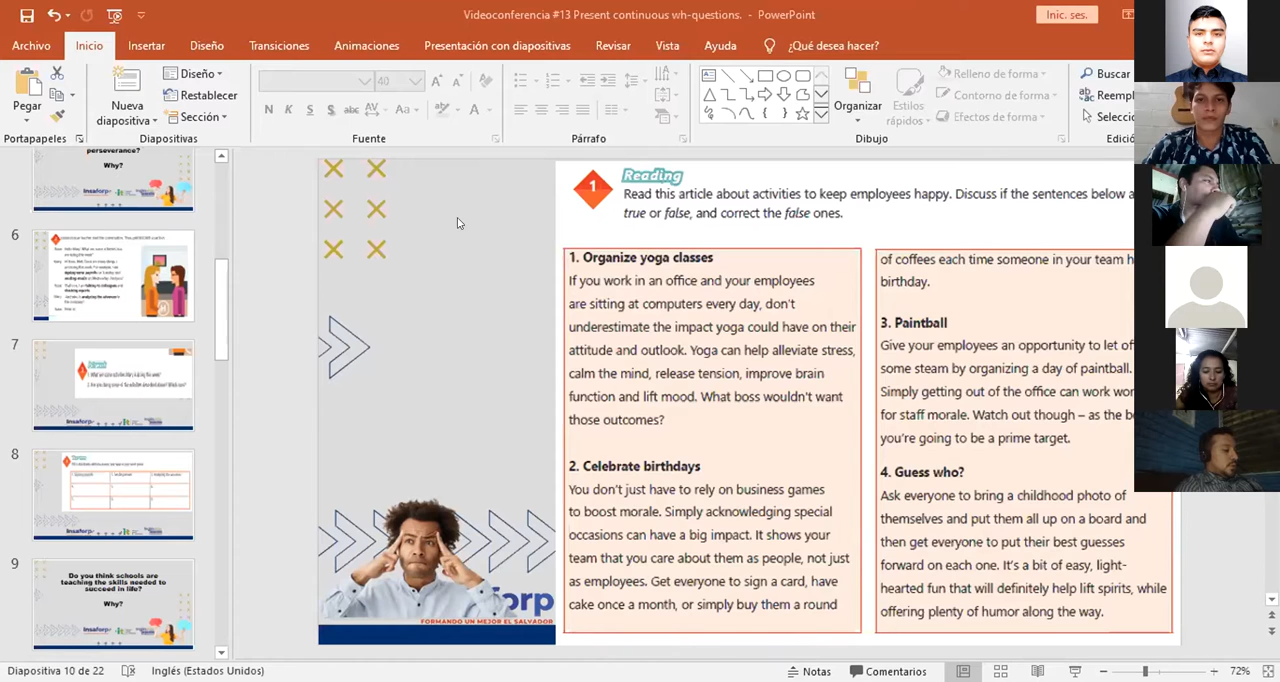 Videoconferencia #13 Present continuous wh-questions. - PowerPoint
Inic. ses.
Archivo Inicio Insertar Diseño Transiciones Animaciones Presentación con diapositivas Revisar Vista Ayuda ¿Qué desea hacer?
Pegar
Nueva diapositiva
Diseño
Restablecer
Sección
40
N K S S abc AV Aa
Organizar
Estilos rápidos
Relleno de forma
Contorno de forma
Efectos de forma
Buscar
Portapapeles Diapositivas Fuente Párrafo Dibujo
perseverance?
Why?
6
7
8
9
Do you think schools are
teaching the skills needed to
succeed in life?
Why?
1
Reading
Read this article about activities to keep employees happy. Discuss if the sentences below
true or false, and correct the false ones.
1. Organize yoga classes
If you work in an office and your employees
are sitting at computers every day, don't
underestimate the impact yoga could have on their
attitude and outlook. Yoga can help alleviate stress,
calm the mind, release tension, improve brain
function and lift mood. What boss wouldn't want
those outcomes?
2. Celebrate birthdays
You don't just have to rely on business games
to boost morale. Simply acknowledging special
occasions can have a big impact. It shows your
team that you care about them as people, not just
as employees. Get everyone to sign a card, have
cake once a month, or simply buy them a round
of coffees each time someone in your team
birthday.
3. Paintball
Give your employees an opportunity to let of
some steam by organizing a day of paintball.
Simply getting out of the office can work
for staff morale. Watch out though – as the
you're going to be a prime target.
4. Guess who?
Ask everyone to bring a childhood photo of
themselves and put them all up on a board and
then get everyone to put their best guesses
forward on each one. It's a bit of easy, light-
hearted fun that will definitely help lift spirits, while
offering plenty of humor along the way.
FORMANDO UN MEJOR EL SALVADOR
Diapositiva 10 de 22 Inglés (Estados Unidos) Notas Comentarios 72%